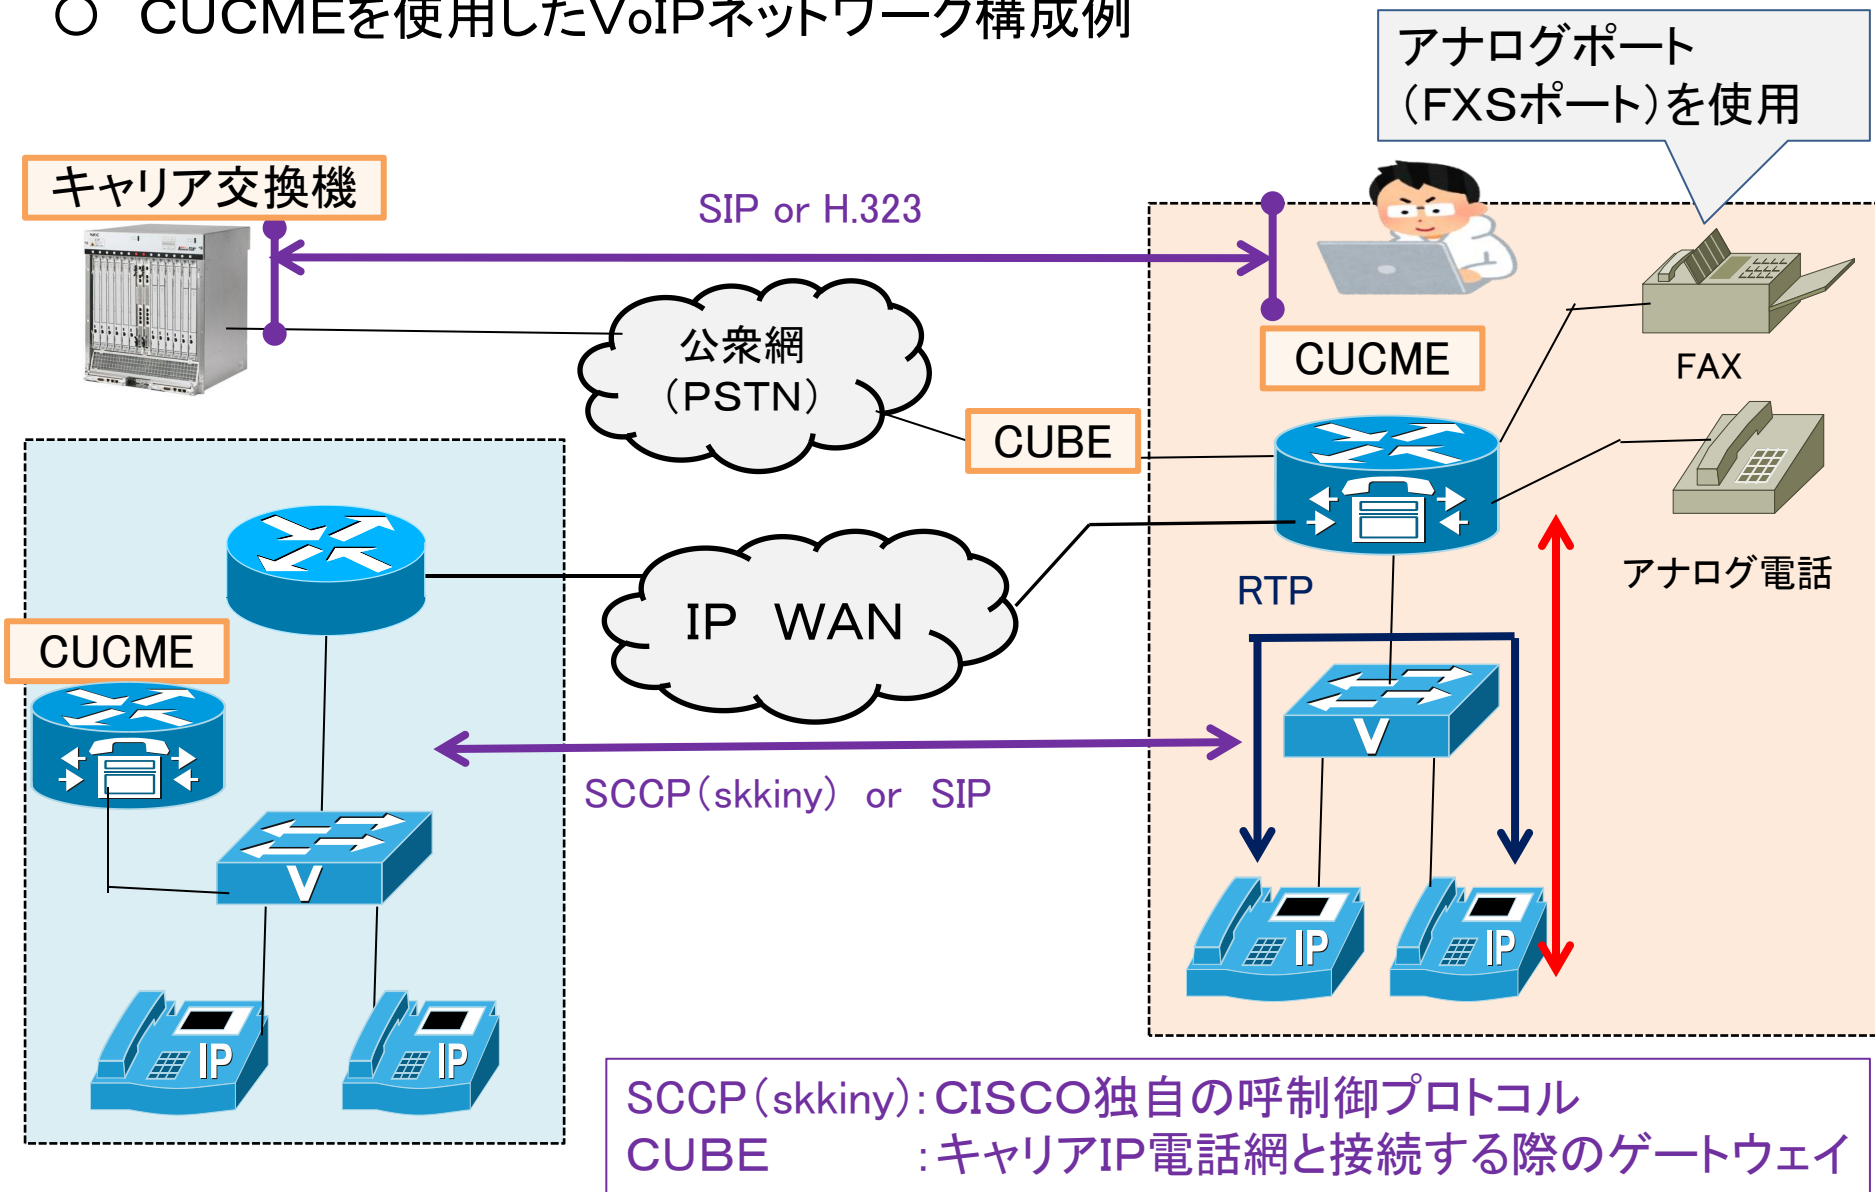 ○ CUCMEを使用したVoIPネットワーク構成例
アナログポート
（FXSポート）を使用
キャリア交換機
SIP or H.323
公衆網
（PSTN）
CUCME
FAX
CUBE
アナログ電話
RTP
IP WAN
CUCME
V
SCCP（skkiny） or SIP
V
IP
IP
IP
IP
SCCP（skkiny）：CISCO独自の呼制御プロトコル
CUBE ：キャリアIP電話網と接続する際のゲートウェイ